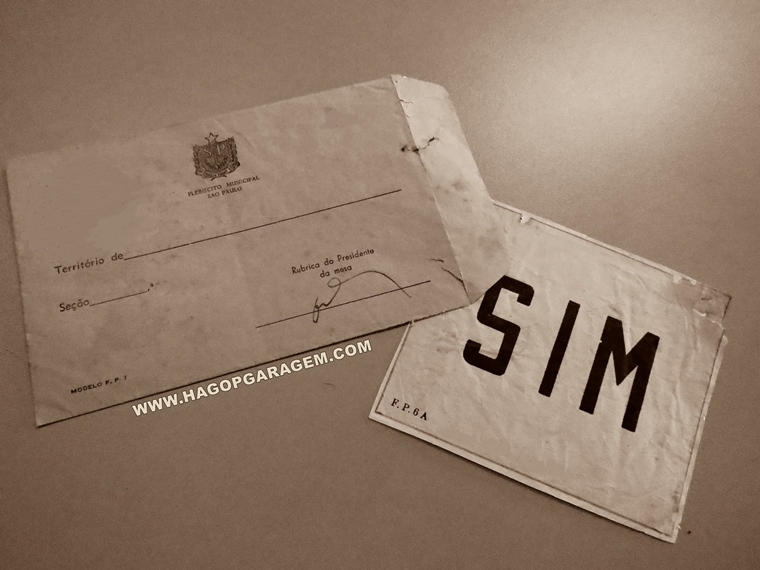 PLEBISCITO MUNICIPAL
SÃO PAULO
Território de
Seção
Rubrica do Presidente
da mesa
MODELO F. P. 7
WWW.HAGOPGARAGEM.COM
SIM
F. P. 6 A